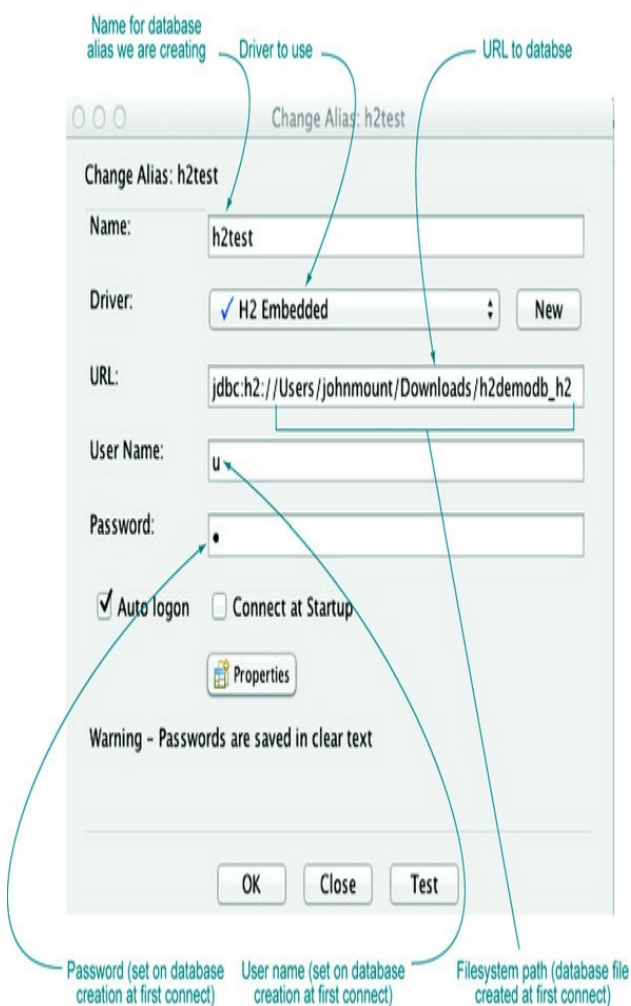 Name for database
alias we are creating
Driver to use
URL to databse
Change Alias: h2test
Change Alias: h2test
Name:
h2test
Driver:
✓ H2 Embedded
New
URL:
jdbc:h2://Users/johnmount/Downloads/h2demodb_h2
User Name:
u
Password:
•
Auto logon
Connect at Startup
Properties
Warning – Passwords are saved in clear text
OK
Close
Test
Password (set on database
creation at first connect)
User name (set on database
creation at first connect)
Filesystem path (database file
created at first connect)